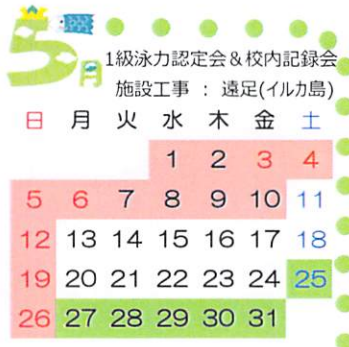 5月
1級泳力認定会&校内記録会
施設工事 : 遠足(イルカ島)
日 月 火 水 木 金 土
1 2 3 4
5 6 7 8 9 10 11
12 13 14 15 16 17 18
19 20 21 22 23 24 25
26 27 28 29 30 31